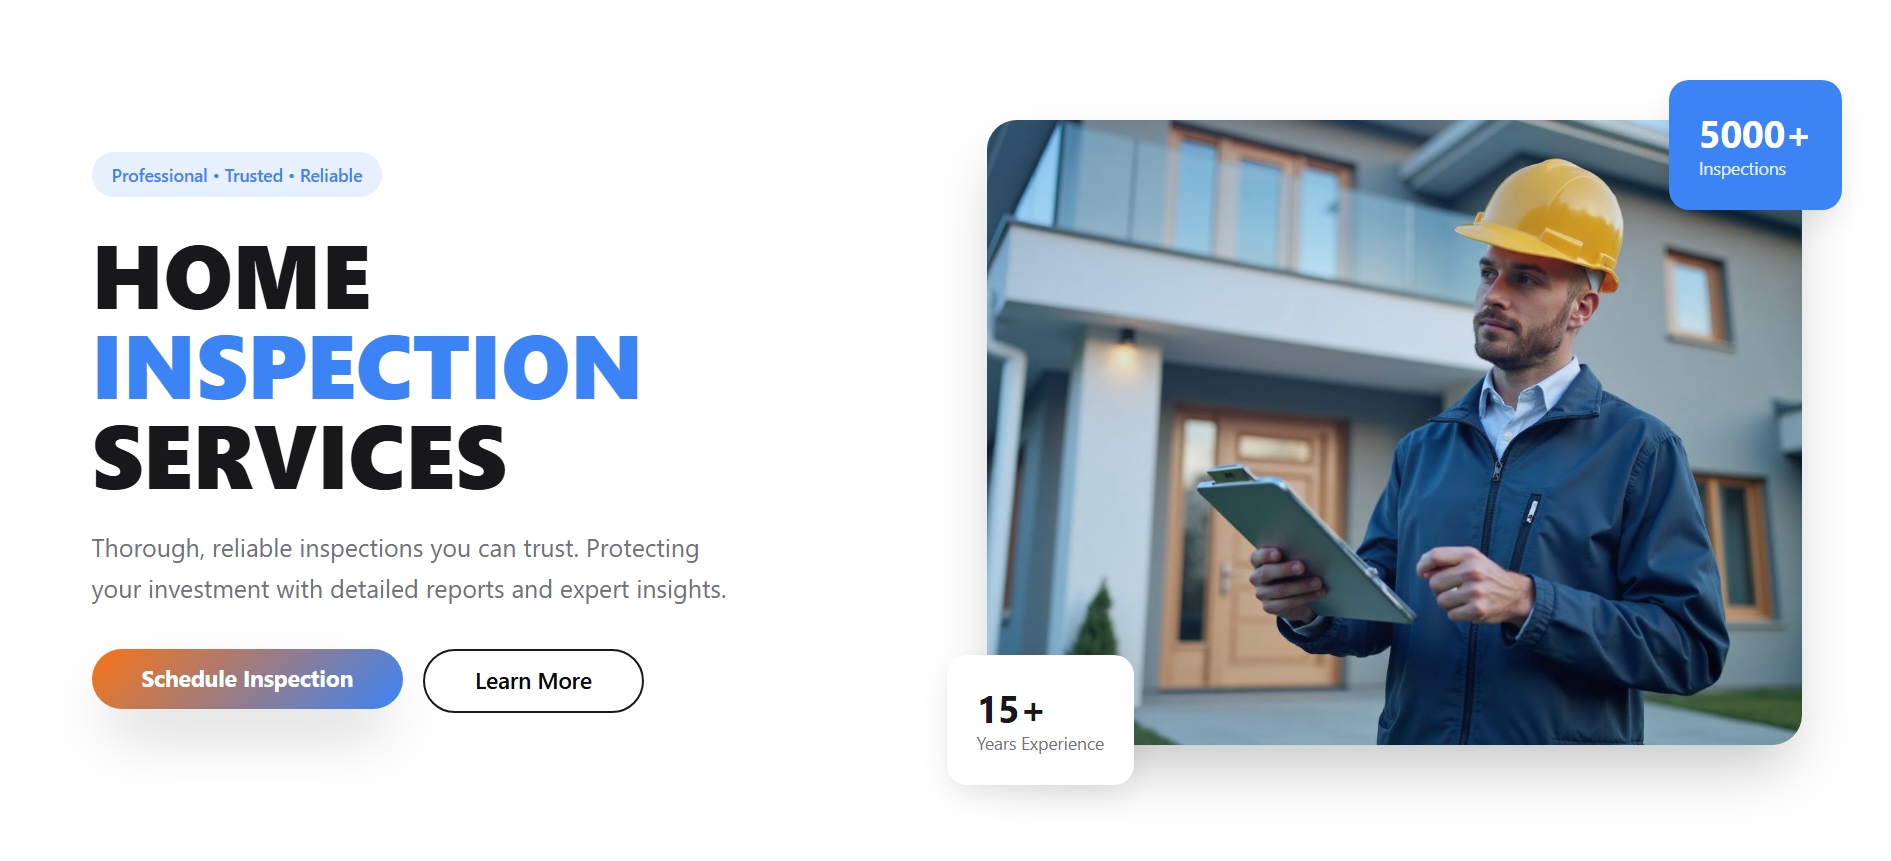 Professional • Trusted • Reliable
HOME
INSPECTION
SERVICES
Thorough, reliable inspections you can trust. Protecting
your investment with detailed reports and expert insights.
Schedule Inspection
Learn More
5000+
Inspections
15+
Years Experience